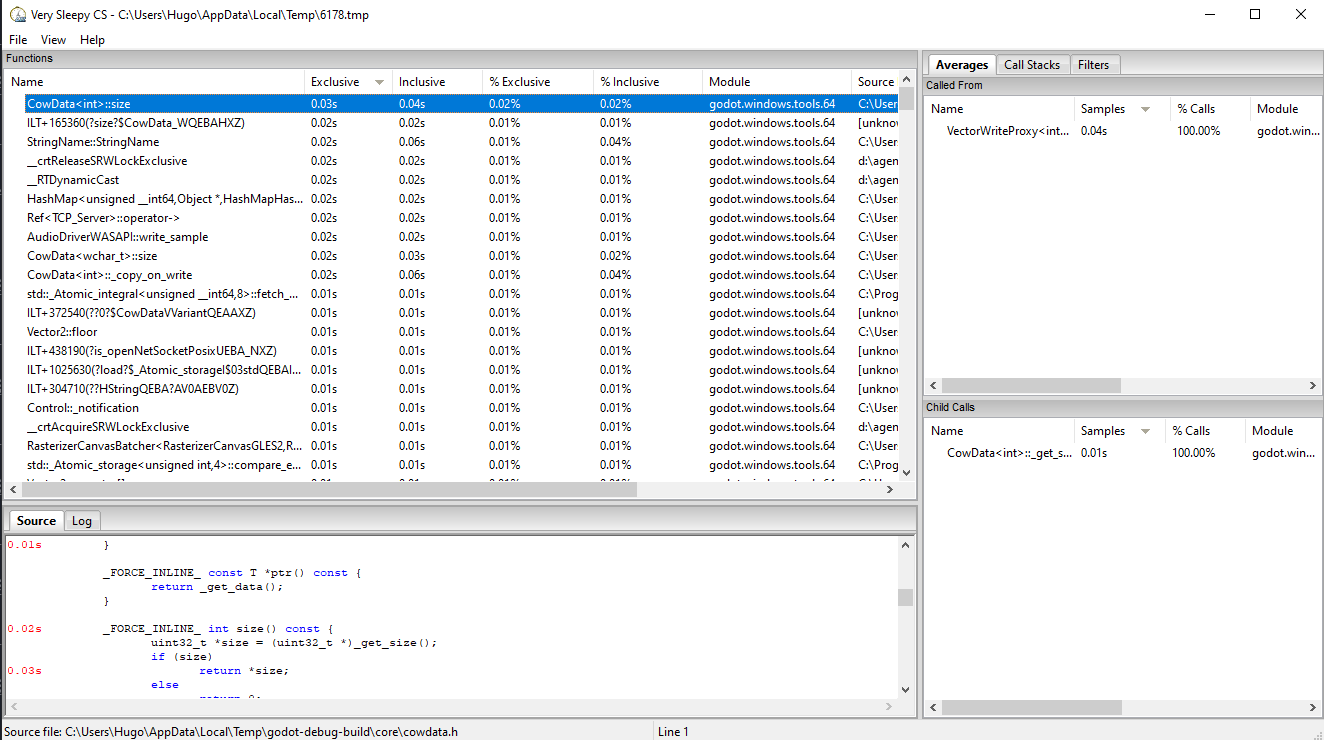 Very Sleepy CS - C:\Users\Hugo\AppData\Local\Temp\6178.tmp
File View Help
Functions
Name Exclusive Inclusive % Exclusive % Inclusive Module Source
CowData<int>::size 0.03s 0.04s 0.02% 0.02% godot.windows.tools.64 C:\User
ILT+165360(?size?$CowData_WQEBAHXZ) 0.02s 0.02s 0.01% 0.01% godot.windows.tools.64 [unknov
StringName::StringName 0.02s 0.06s 0.01% 0.04% godot.windows.tools.64 C:\User
__crtReleaseSRWLockExclusive 0.02s 0.02s 0.01% 0.01% godot.windows.tools.64 d:\agen
__RTDynamicCast 0.02s 0.02s 0.01% 0.01% godot.windows.tools.64 d:\agen
HashMap<unsigned __int64,Object *,HashMapHas... 0.02s 0.02s 0.01% 0.01% godot.windows.tools.64 C:\User
Ref<TCP_Server>::operator-> 0.02s 0.02s 0.01% 0.01% godot.windows.tools.64 C:\User
AudioDriverWASAPI::write_sample 0.02s 0.02s 0.01% 0.01% godot.windows.tools.64 C:\User
CowData<wchar_t>::size 0.02s 0.03s 0.01% 0.02% godot.windows.tools.64 C:\User
CowData<int>::_copy_on_write 0.02s 0.06s 0.01% 0.04% godot.windows.tools.64 C:\User
std::_Atomic_integral<unsigned __int64,8>::fetch_... 0.01s 0.01s 0.01% 0.01% godot.windows.tools.64 C:\Prog
ILT+372540(??0?$CowDataVVariantQEAAXZ) 0.01s 0.01s 0.01% 0.01% godot.windows.tools.64 [unknov
Vector2::floor 0.01s 0.01s 0.01% 0.01% godot.windows.tools.64 C:\User
ILT+438190(?is_openNetSocketPosixUEBA_NXZ) 0.01s 0.01s 0.01% 0.01% godot.windows.tools.64 [unknov
ILT+1025630(?load?$_Atomic_storageI$03stdQEBAI... 0.01s 0.01s 0.01% 0.01% godot.windows.tools.64 [unknov
ILT+304710(??HStringQEBA?AV0AEBV0Z) 0.01s 0.01s 0.01% 0.01% godot.windows.tools.64 [unknov
Control::_notification 0.01s 0.01s 0.01% 0.01% godot.windows.tools.64 C:\User
__crtAcquireSRWLockExclusive 0.01s 0.01s 0.01% 0.01% godot.windows.tools.64 d:\agen
RasterizerCanvasBatcher<RasterizerCanvasGLES2,R... 0.01s 0.01s 0.01% 0.01% godot.windows.tools.64 C:\User
std::_Atomic_storage<unsigned int,4>::compare_e... 0.01s 0.01s 0.01% 0.01% godot.windows.tools.64 C:\Prog
Averages Call Stacks Filters
Called From
Name Samples % Calls Module
VectorWriteProxy<int... 0.04s 100.00% godot.win...
Child Calls
Name Samples % Calls Module
CowData<int>::_get_s... 0.01s 100.00% godot.win...
Source Log
0.01s }
_FORCE_INLINE_ const T *ptr() const {
return _get_data();
}
0.02s _FORCE_INLINE_ int size() const {
uint32_t *size = (uint32_t *)_get_size();
if (size)
0.03s return *size;
else
Source file: C:\Users\Hugo\AppData\Local\Temp\godot-debug-build\core\cowdata.h Line 1